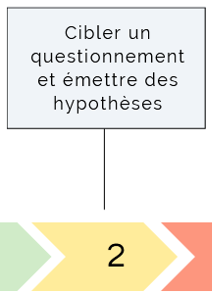 Cibler un
questionnement
et émettre des
hypothèses
2